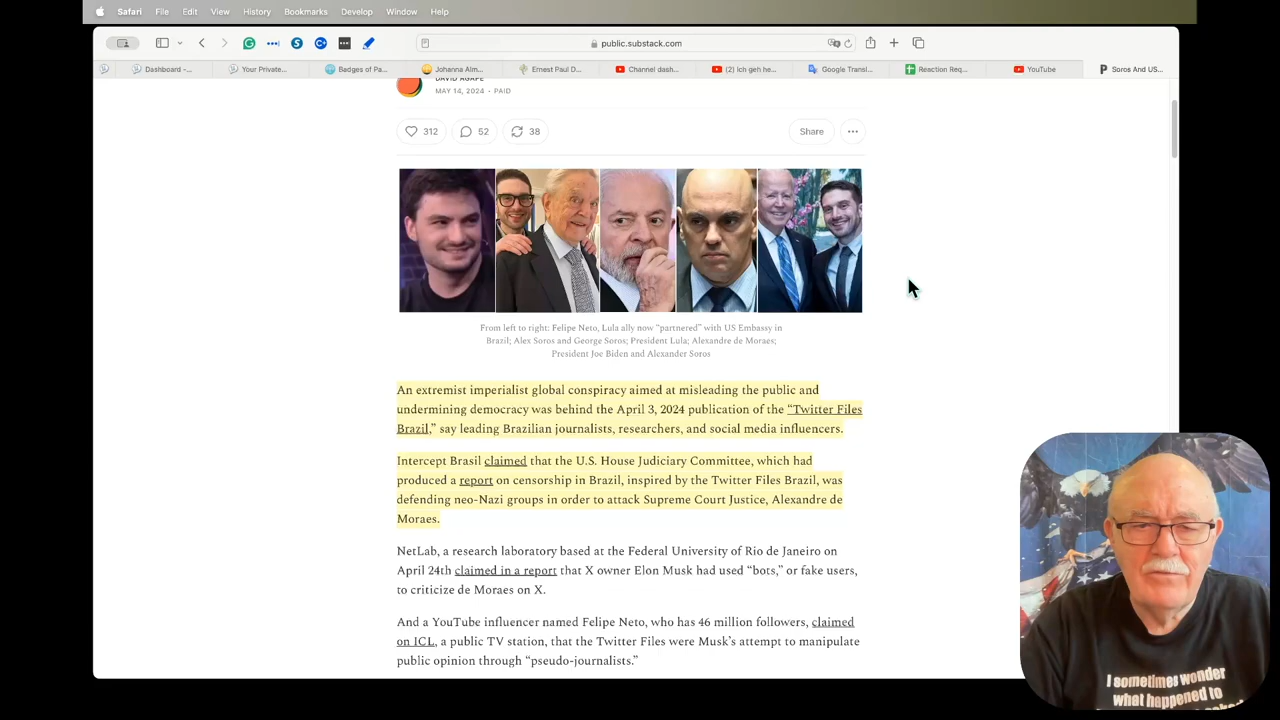 Safari File Edit View History Bookmarks Develop Window Help
public.substack.com
Dashboard -... Your Private... Badges of Pa... Johanna Alm... Ernest Paul D... Channel dash... (2) Ich geh he... Google Transl... Reaction Req... YouTube Soros And US...
DAVID AGAPE
MAY 14, 2024 • PAID
312 52 38 Share
From left to right: Felipe Neto, Lula ally now “partnered” with US Embassy in
Brazil; Alex Soros and George Soros; President Lula; Alexandre de Moraes;
President Joe Biden and Alexander Soros
An extremist imperialist global conspiracy aimed at misleading the public and
undermining democracy was behind the April 3, 2024 publication of the “Twitter Files
Brazil,” say leading Brazilian journalists, researchers, and social media influencers.
Intercept Brasil claimed that the U.S. House Judiciary Committee, which had
produced a report on censorship in Brazil, inspired by the Twitter Files Brazil, was
defending neo-Nazi groups in order to attack Supreme Court Justice, Alexandre de
Moraes.
NetLab, a research laboratory based at the Federal University of Rio de Janeiro on
April 24th claimed in a report that X owner Elon Musk had used “bots,” or fake users,
to criticize de Moraes on X.
And a YouTube influencer named Felipe Neto, who has 46 million followers, claimed
on ICL, a public TV station, that the Twitter Files were Musk’s attempt to manipulate
public opinion through “pseudo-journalists.”
I sometimes wonder
what happened to